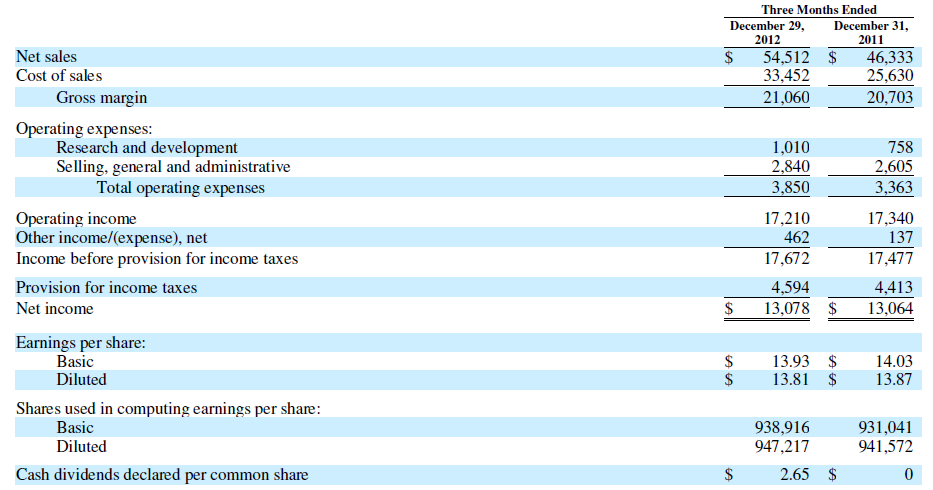 Three Months Ended
December 29, 2012 December 31, 2011
Net sales $ 54,512 $ 46,333
Cost of sales 33,452 25,630
Gross margin 21,060 20,703
Operating expenses:
Research and development 1,010 758
Selling, general and administrative 2,840 2,605
Total operating expenses 3,850 3,363
Operating income 17,210 17,340
Other income/(expense), net 462 137
Income before provision for income taxes 17,672 17,477
Provision for income taxes 4,594 4,413
Net income $ 13,078 $ 13,064
Earnings per share:
Basic $ 13.93 $ 14.03
Diluted $ 13.81 $ 13.87
Shares used in computing earnings per share:
Basic 938,916 931,041
Diluted 947,217 941,572
Cash dividends declared per common share $ 2.65 $ 0